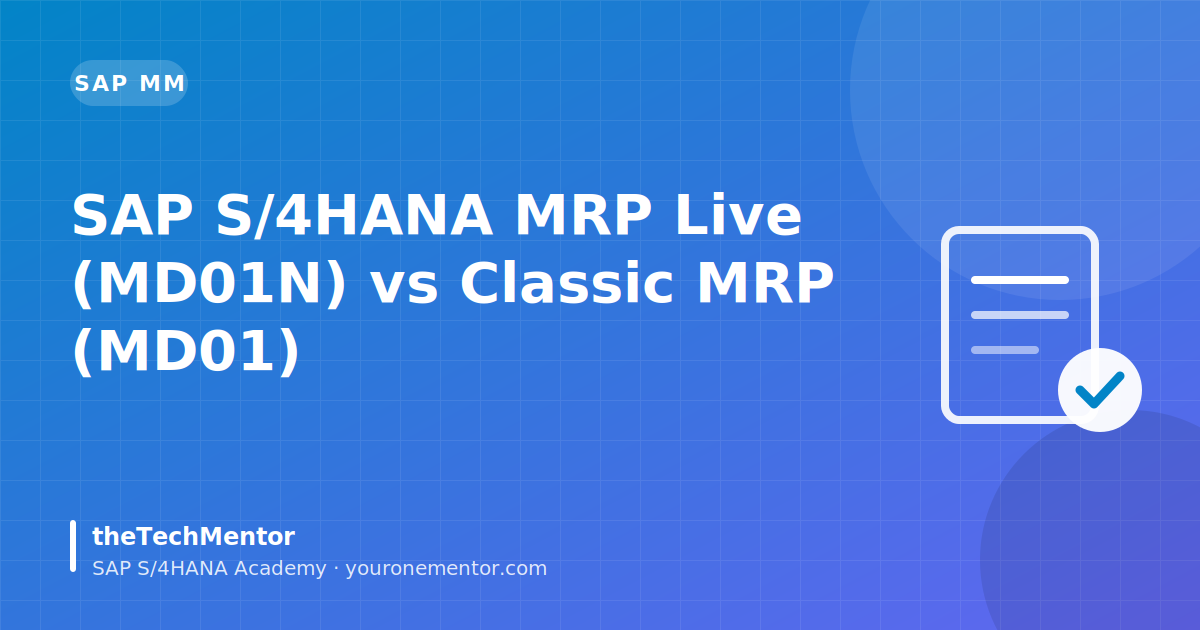 SAP MM
SAP S/4HANA MRP Live
(MD01N) vs Classic MRP
(MD01)
theTechMentor
SAP S/4HANA Academy · youronementor.com